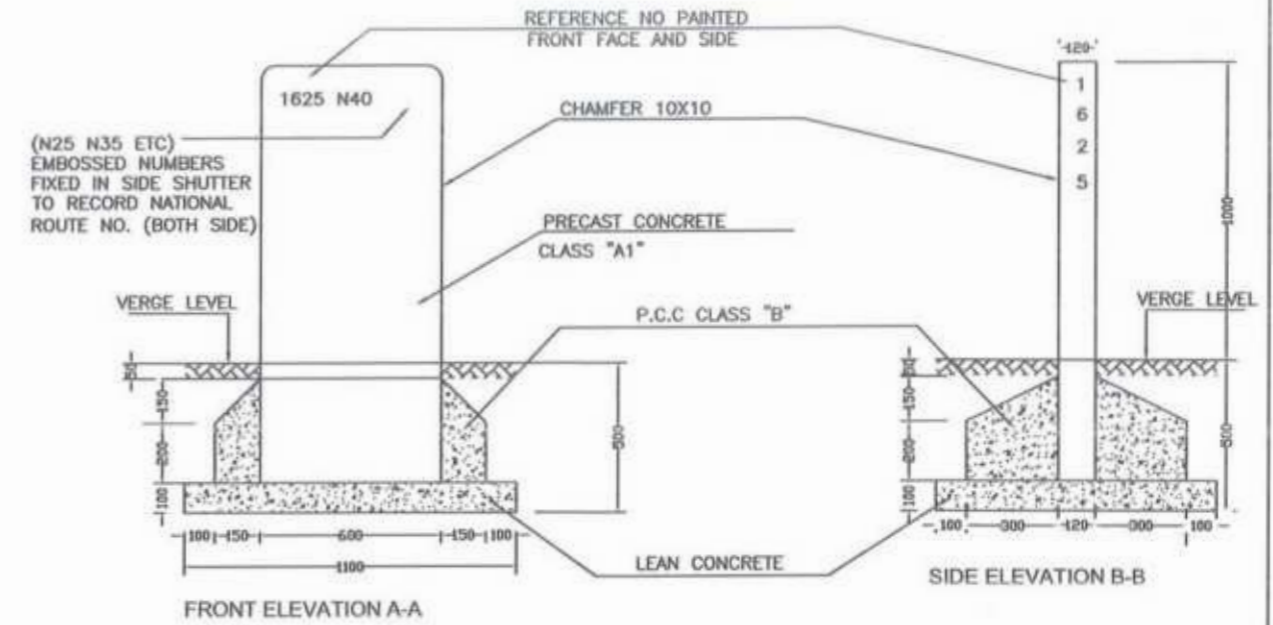 REFERENCE NO PAINTED
FRONT FACE AND SIDE
1625 N40
(N25 N35 ETC)
EMBOSSED NUMBERS
FIXED IN SIDE SHUTTER
TO RECORD NATIONAL
ROUTE NO. (BOTH SIDE)
CHAMFER 10X10
PRECAST CONCRETE
CLASS "A1"
VERGE LEVEL
P.C.C CLASS "B"
50
150
200
100
500
100 150 600 150 100
1100
LEAN CONCRETE
FRONT ELEVATION A-A
120
1
6
2
5
1000
VERGE LEVEL
50
150
200
100
500
100 300 120 300 100
SIDE ELEVATION B-B